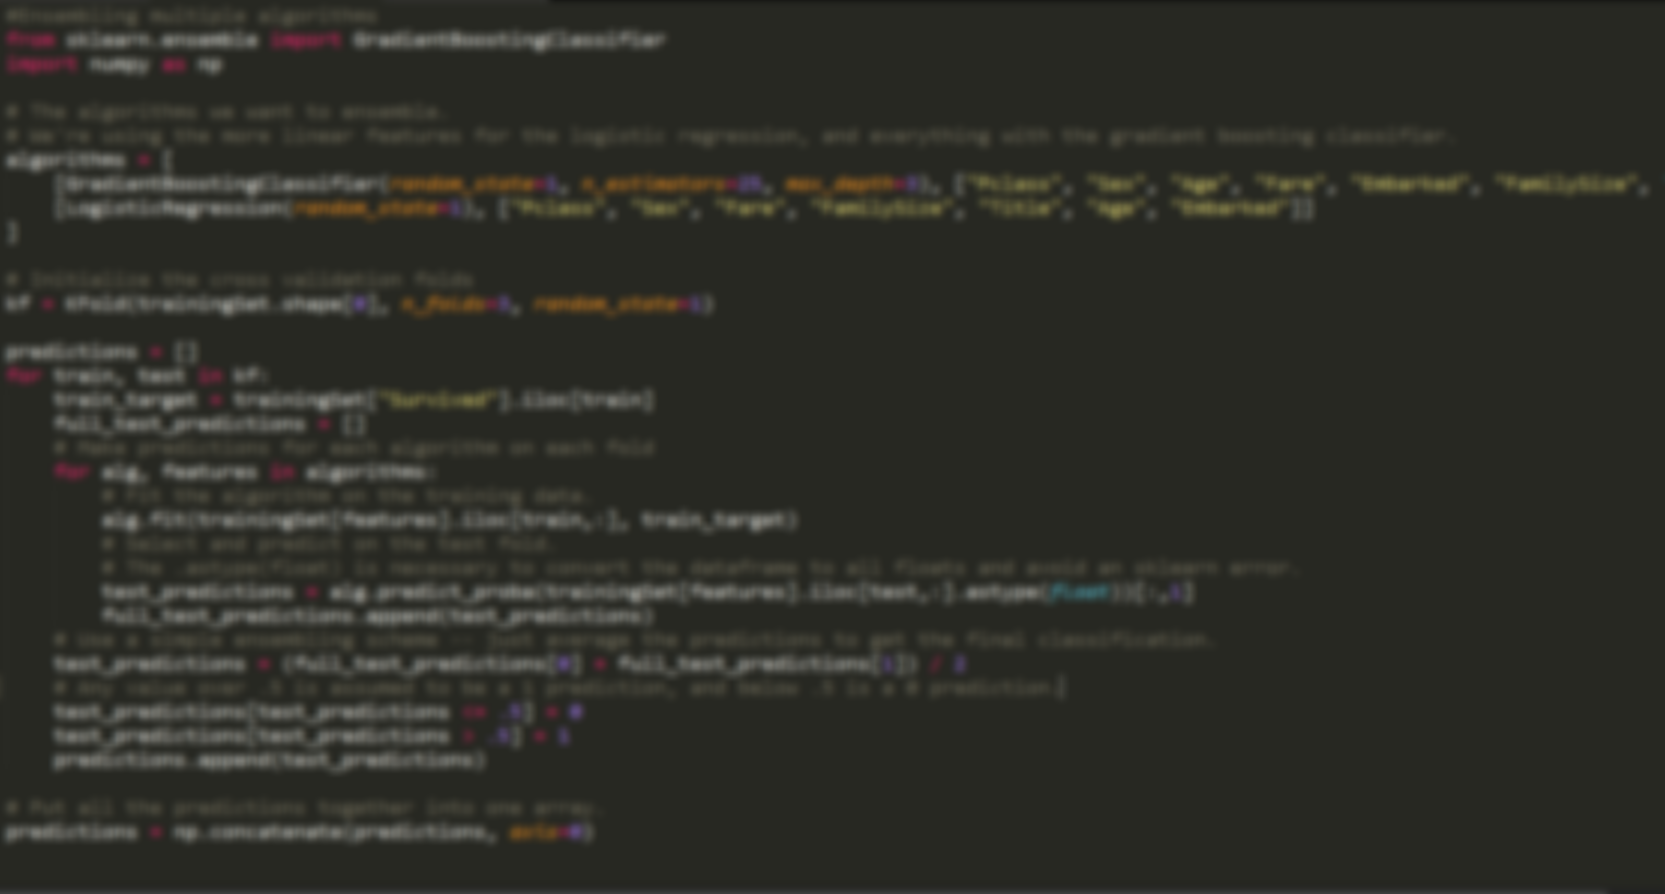 #Ensembling multiple algorithms
from sklearn.ensemble import GradientBoostingClassifier
import numpy as np
# The algorithms we want to ensemble.
# We're using the more linear features for the logistic regression, and everything with the gradient boosting classifier.
algorithms = [
[GradientBoostingClassifier(random_state=1, n_estimators=25, max_depth=3), ["Pclass", "Sex", "Age", "Fare", "Embarked", "FamilySize",
[LogisticRegression(random_state=1), ["Pclass", "Sex", "Fare", "FamilySize", "Title", "Age", "Embarked"]]
]
# Initialize the cross validation folds
kf = KFold(trainingSet.shape[0], n_folds=3, random_state=1)
predictions = []
for train, test in kf:
train_target = trainingSet["Survived"].iloc[train]
full_test_predictions = []
# Make predictions for each algorithm on each fold
for alg, features in algorithms:
# Fit the algorithm on the training data.
alg.fit(trainingSet[features].iloc[train,:], train_target)
# Select and predict on the test fold.
# The .astype(float) is necessary to convert the dataframe to all floats and avoid an sklearn error.
test_predictions = alg.predict_proba(trainingSet[features].iloc[test,:].astype(float))[:,1]
full_test_predictions.append(test_predictions)
# Use a simple ensembling scheme -- just average the predictions to get the final classification.
test_predictions = (full_test_predictions[0] + full_test_predictions[1]) / 2
# Any value over .5 is assumed to be a 1 prediction, and below .5 is a 0 prediction.
test_predictions[test_predictions .5] = 0
test_predictions[test_predictions > .5] = 1
predictions.append(test_predictions)
# Put all the predictions together into one array.
predictions = np.concatenate(predictions, axis=0)